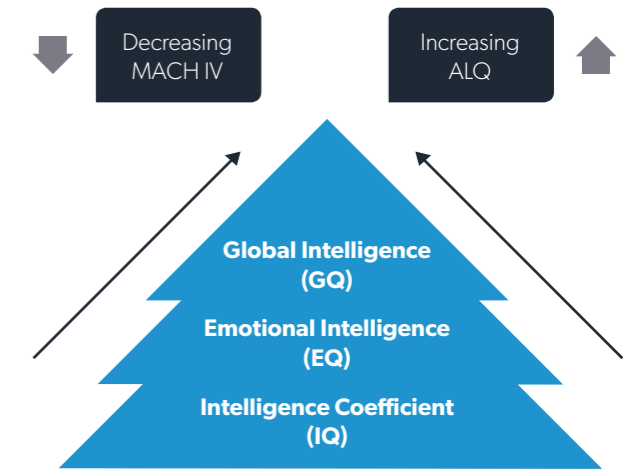 Decreasing
MACH IV
Increasing
ALQ
Global Intelligence
(GQ)
Emotional Intelligence
(EQ)
Intelligence Coefficient
(IQ)